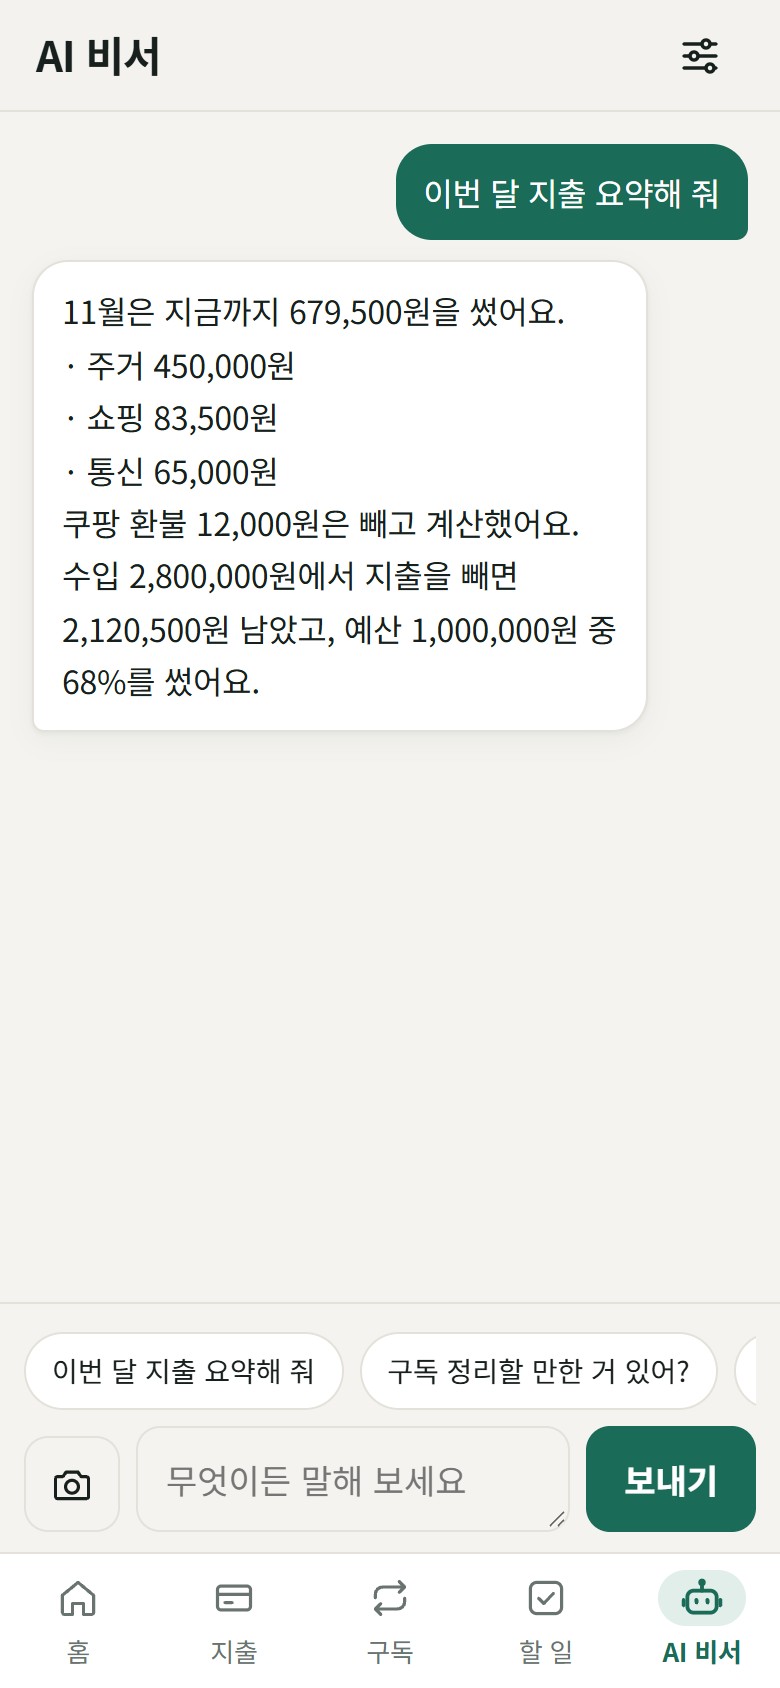 AI 비서
이번 달 지출 요약해 줘
11월은 지금까지 679,500원을 썼어요.
· 주거 450,000원
· 쇼핑 83,500원
· 통신 65,000원
쿠팡 환불 12,000원은 빼고 계산했어요.
수입 2,800,000원에서 지출을 빼면
2,120,500원 남았고, 예산 1,000,000원 중
68%를 썼어요.
이번 달 지출 요약해 줘
구독 정리할 만한 거 있어?
무엇이든 말해 보세요
보내기
홈
지출
구독
할 일
AI 비서